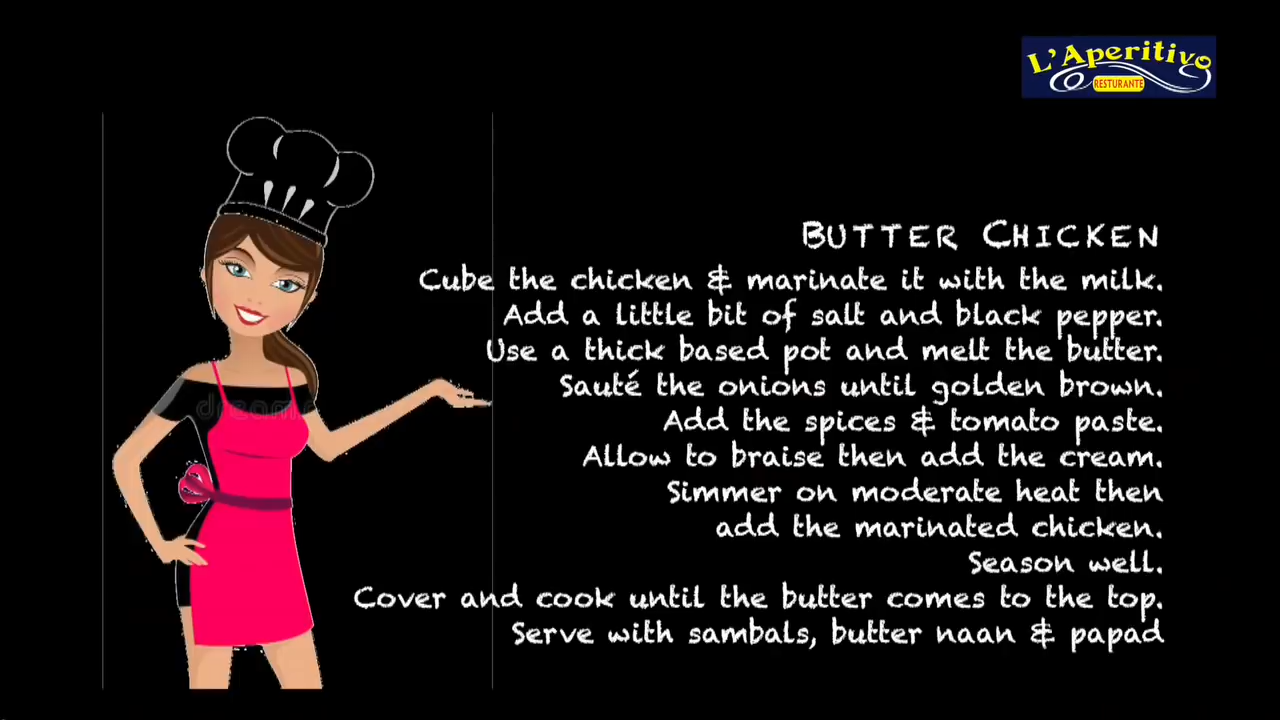 L'Aperitivo
RESTURANTE
BUTTER CHICKEN
Cube the chicken & marinate it with the milk.
Add a little bit of salt and black pepper.
Use a thick based pot and melt the butter.
Sauté the onions until golden brown.
Add the spices & tomato paste.
Allow to braise then add the cream.
Simmer on moderate heat then
add the marinated chicken.
Season well.
Cover and cook until the butter comes to the top.
Serve with sambals, butter naan & papad